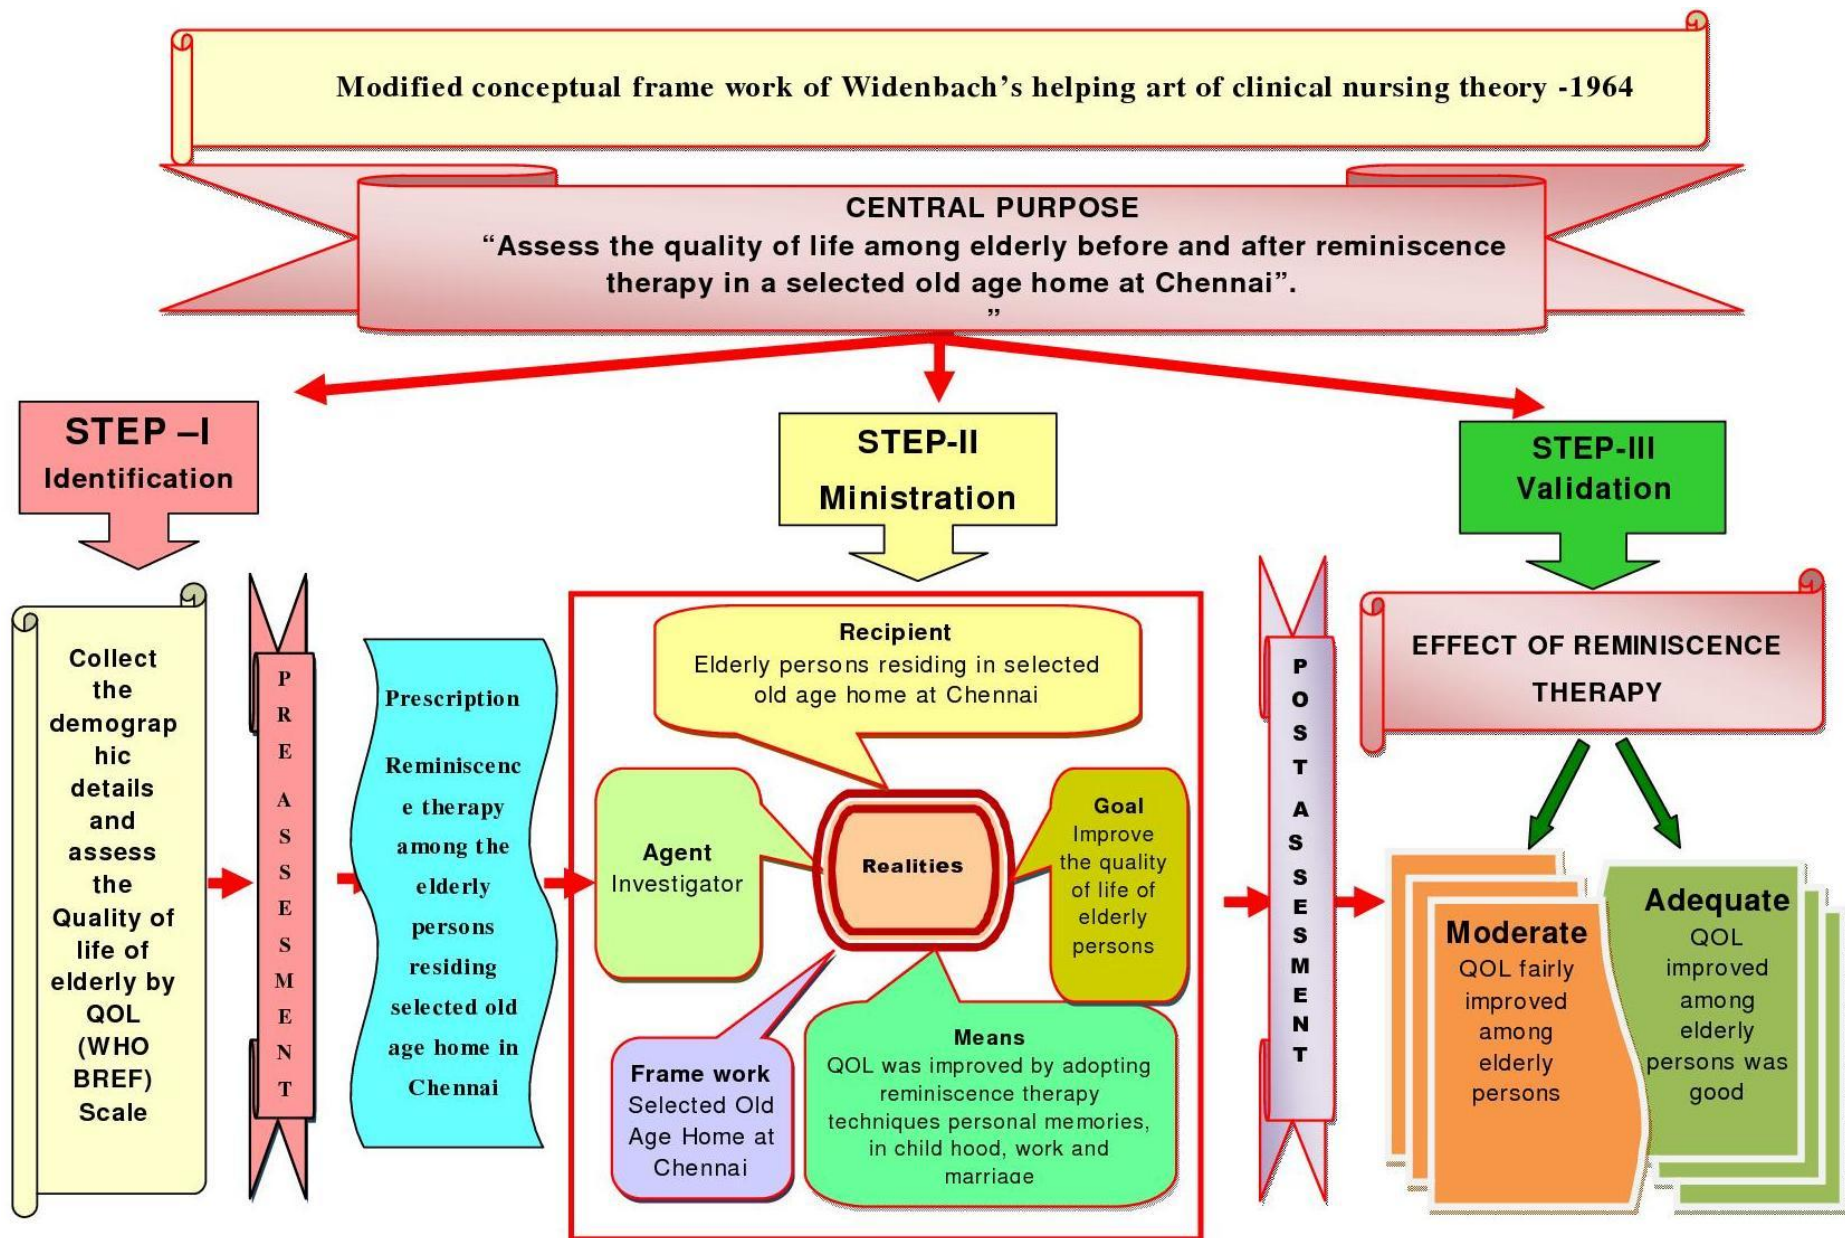 Modified conceptual frame work of Widenbach's helping art of clinical nursing theory -1964
CENTRAL PURPOSE
“Assess the quality of life among elderly before and after reminiscence
therapy in a selected old age home at Chennai”.
”
STEP –I
Identification
STEP-II
Ministration
STEP-III
Validation
Collect
the
demograp
hic
details
and
assess
the
Quality of
life of
elderly by
QOL
(WHO
BREF)
Scale
PRE ASSESMENT
Prescription
Reminiscenc
e therapy
among the
elderly
persons
residing
selected old
age home in
Chennai
Recipient
Elderly persons residing in selected
old age home at Chennai
Agent
Investigator
Realities
Goal
Improve
the quality
of life of
elderly
persons
Frame work
Selected Old
Age Home at
Chennai
Means
QOL was improved by adopting
reminiscence therapy
techniques personal memories,
in child hood, work and
marriage
POST ASSESMENT
EFFECT OF REMINISCENCE
THERAPY
Moderate
QOL fairly
improved
among
elderly
persons
Adequate
QOL
improved
among
elderly
persons was
good